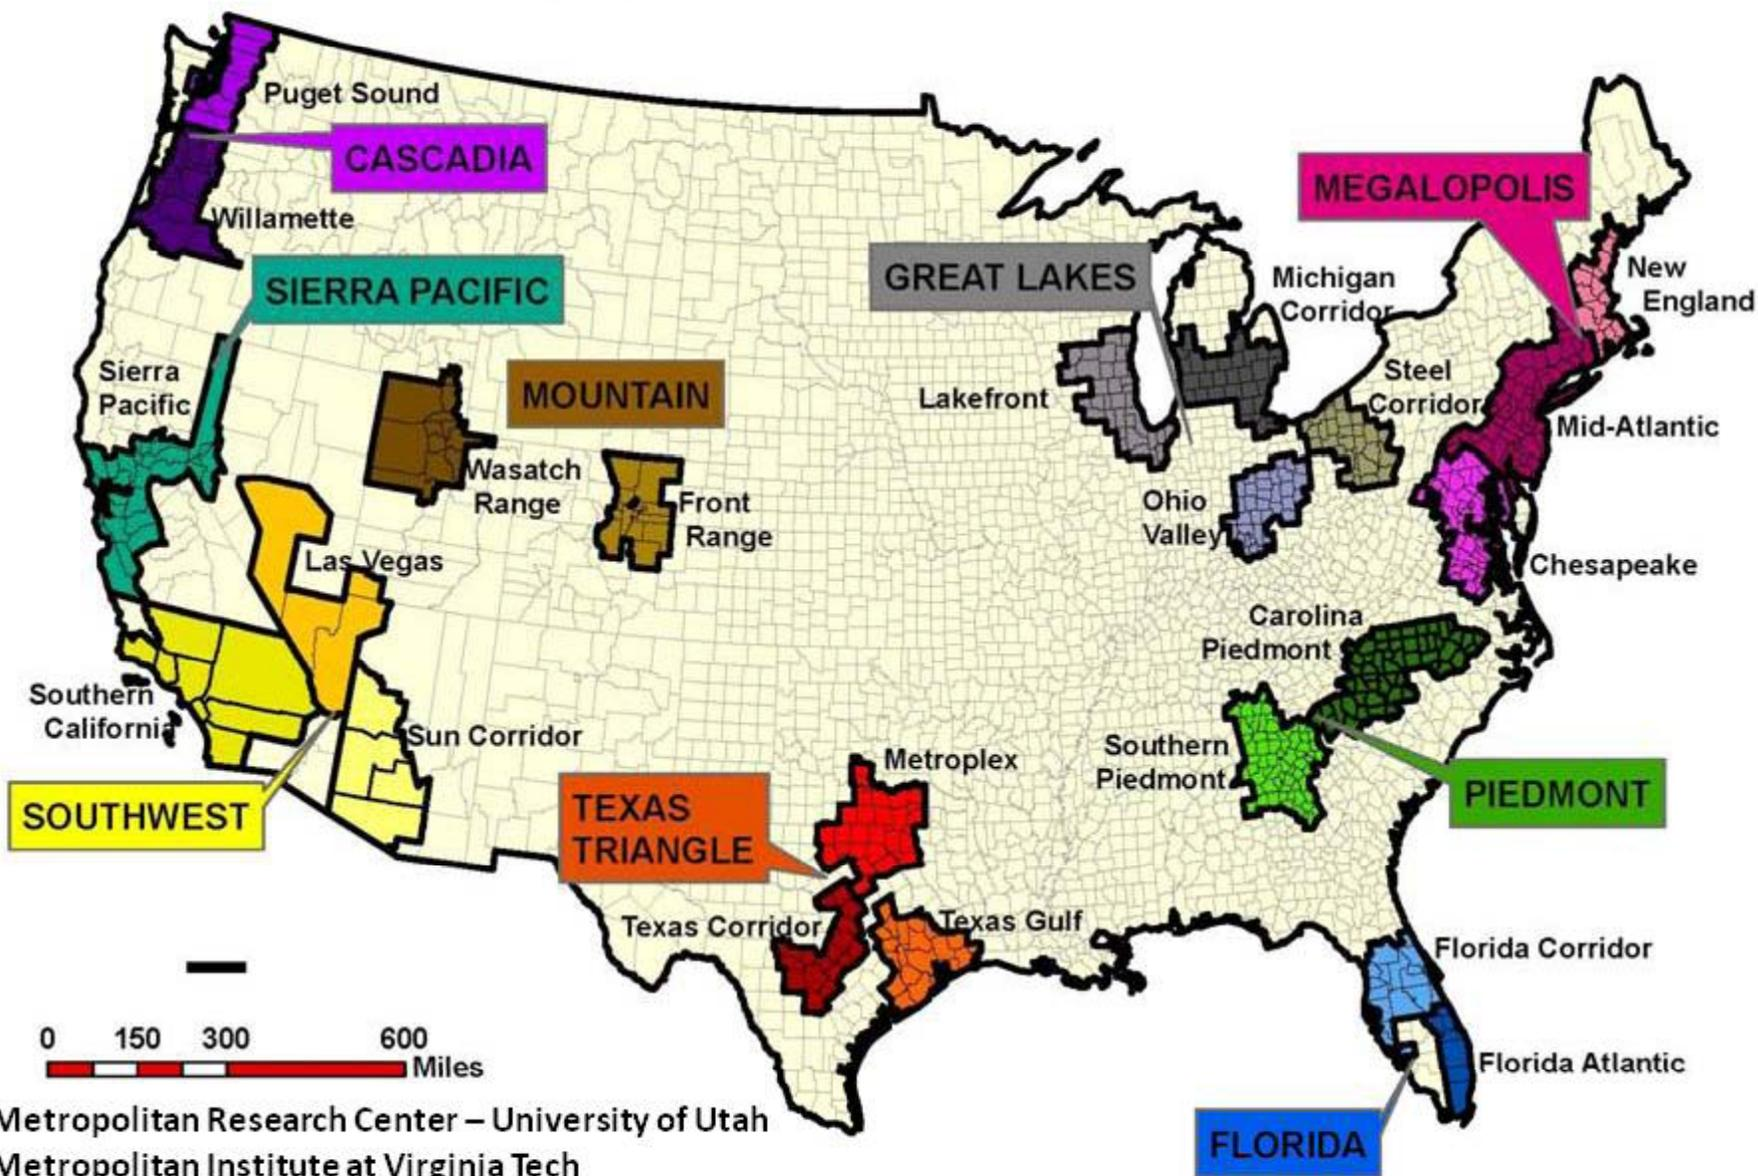 Puget Sound
CASCADIA
Willamette
SIERRA PACIFIC
Sierra
Pacific
MOUNTAIN
Wasatch
Range
Front
Range
Las Vegas
Southern
California
Sun Corridor
SOUTHWEST
MEGALOPOLIS
GREAT LAKES
Michigan
Corridor
New
England
Lakefront
Steel
Corridor
Mid-Atlantic
Ohio
Valley
Chesapeake
Carolina
Piedmont
Southern
Piedmont
PIEDMONT
Metroplex
TEXAS
TRIANGLE
Texas Corridor
Texas Gulf
Florida Corridor
Florida Atlantic
FLORIDA
0 150 300 600
Miles
Metropolitan Research Center – University of Utah
Metropolitan Institute at Virginia Tech